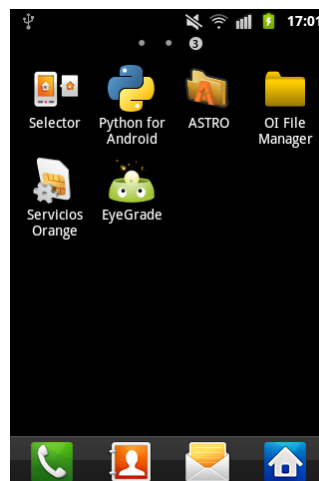 17:01
3
Selector
Python for Android
ASTRO
OI File Manager
Servicios Orange
EyeGrade